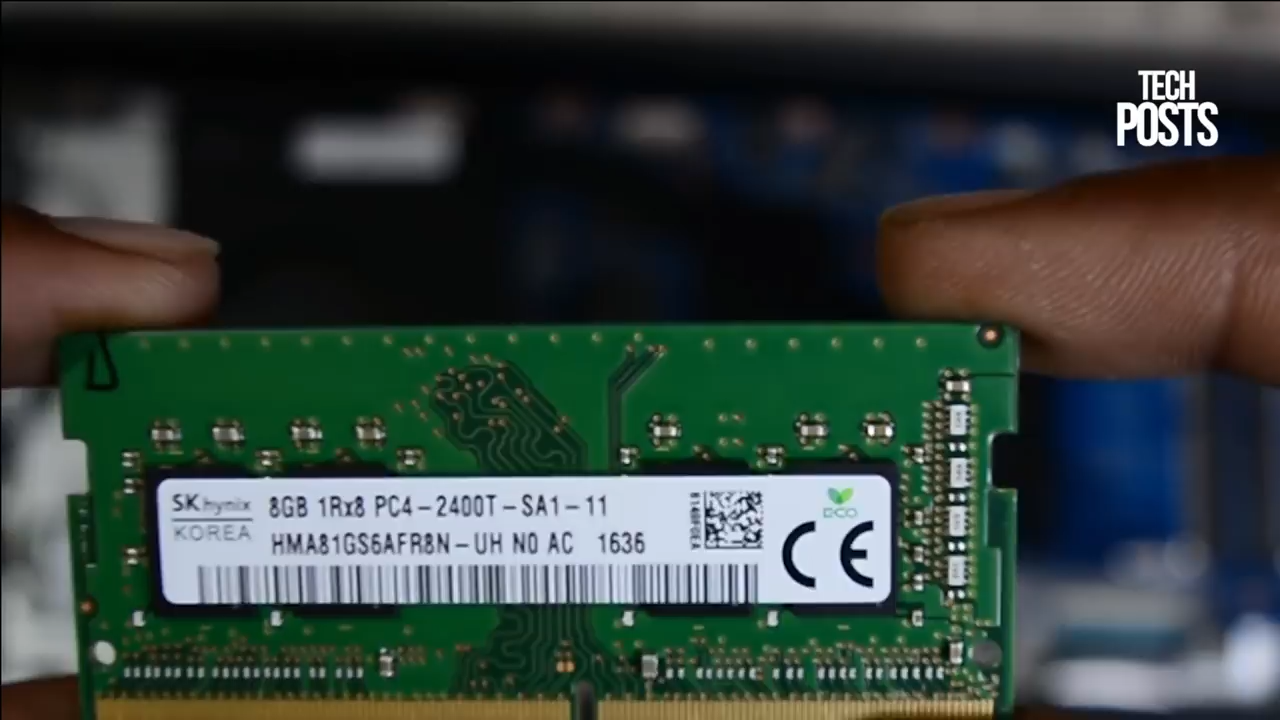 TECH
POSTS
SK hynix
KOREA
8GB 1Rx8 PC4-2400T-SA1-11
HMA81GS6AFR8N-UH N0 AC 1636
ECO
CE